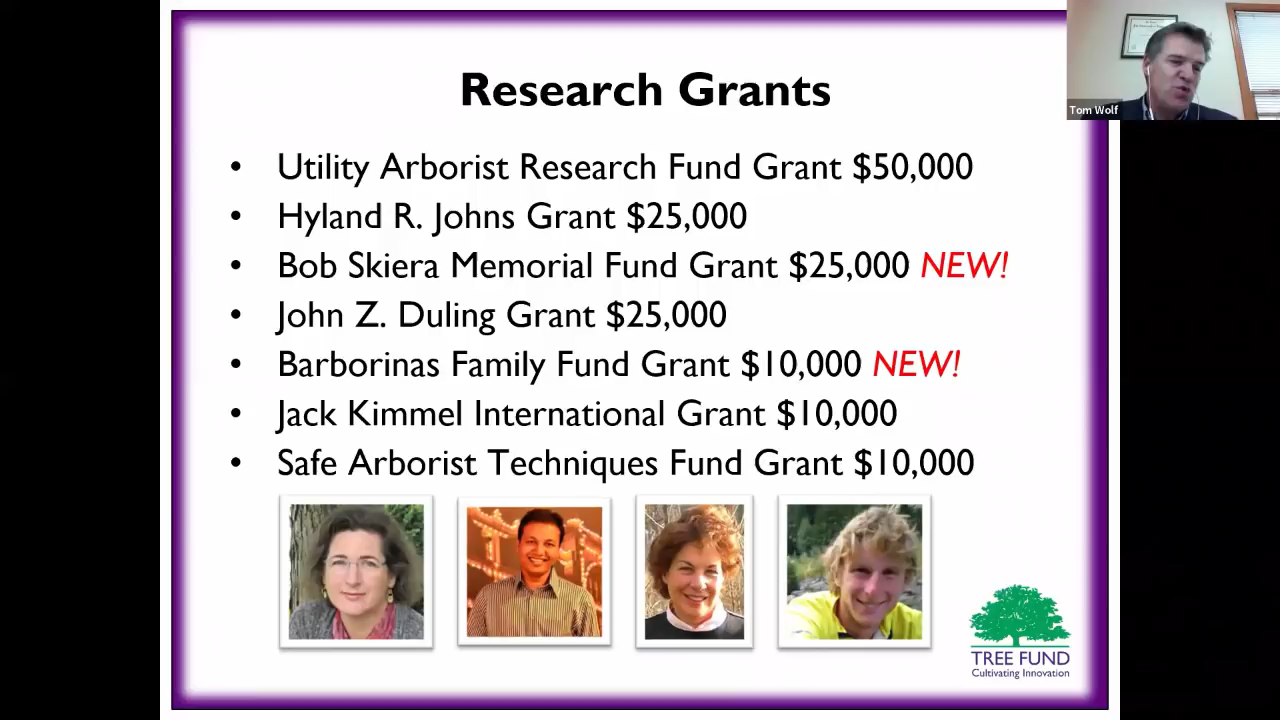 Research Grants
• Utility Arborist Research Fund Grant $50,000
• Hyland R. Johns Grant $25,000
• Bob Skiera Memorial Fund Grant $25,000 NEW!
• John Z. Duling Grant $25,000
• Barborinas Family Fund Grant $10,000 NEW!
• Jack Kimmel International Grant $10,000
• Safe Arborist Techniques Fund Grant $10,000
TREE FUND
Cultivating Innovation
Tom Wolf